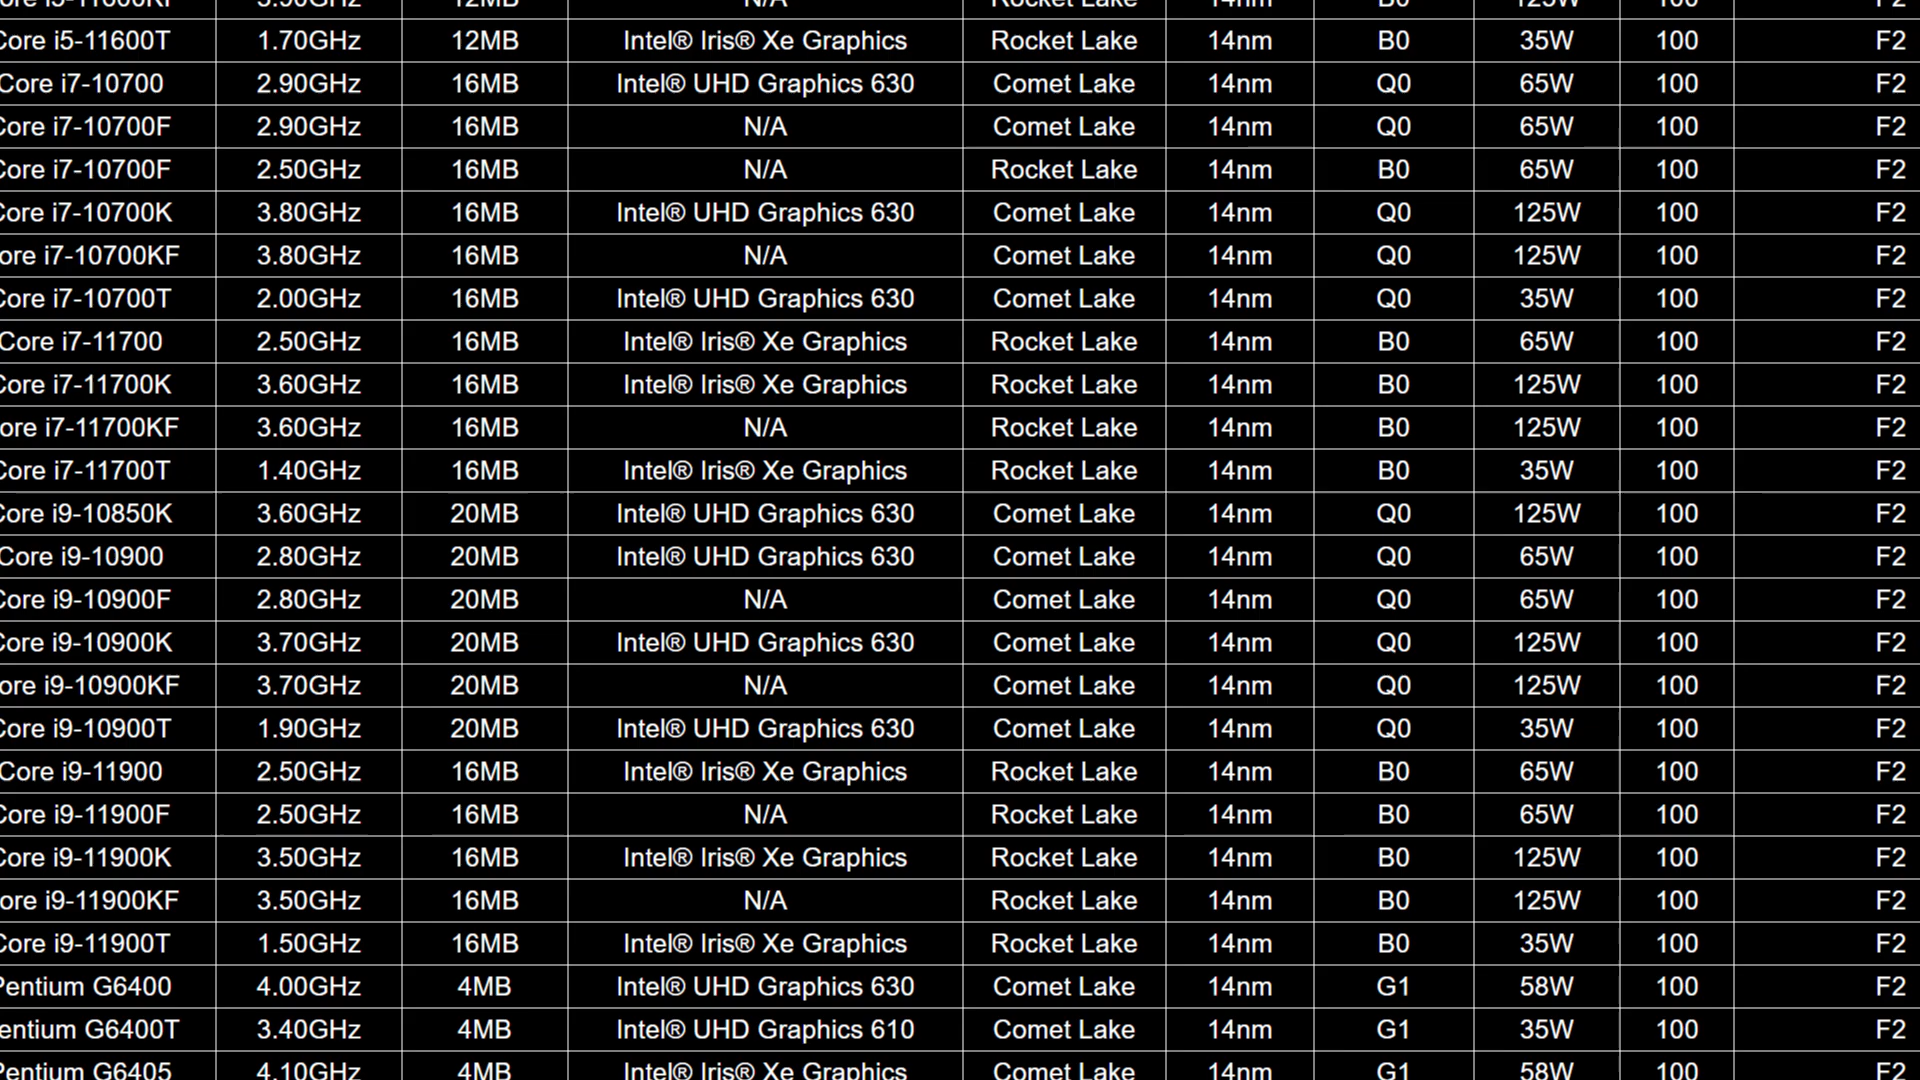 ore i5-11600KF 3.90GHz 12MB N/A Rocket Lake 14nm B0 125W 100 F2
Core i5-11600T 1.70GHz 12MB Intel® Iris® Xe Graphics Rocket Lake 14nm B0 35W 100 F2
Core i7-10700 2.90GHz 16MB Intel® UHD Graphics 630 Comet Lake 14nm Q0 65W 100 F2
Core i7-10700F 2.90GHz 16MB N/A Comet Lake 14nm Q0 65W 100 F2
Core i7-10700F 2.50GHz 16MB N/A Rocket Lake 14nm B0 65W 100 F2
Core i7-10700K 3.80GHz 16MB Intel® UHD Graphics 630 Comet Lake 14nm Q0 125W 100 F2
ore i7-10700KF 3.80GHz 16MB N/A Comet Lake 14nm Q0 125W 100 F2
Core i7-10700T 2.00GHz 16MB Intel® UHD Graphics 630 Comet Lake 14nm Q0 35W 100 F2
Core i7-11700 2.50GHz 16MB Intel® Iris® Xe Graphics Rocket Lake 14nm B0 65W 100 F2
Core i7-11700K 3.60GHz 16MB Intel® Iris® Xe Graphics Rocket Lake 14nm B0 125W 100 F2
ore i7-11700KF 3.60GHz 16MB N/A Rocket Lake 14nm B0 125W 100 F2
Core i7-11700T 1.40GHz 16MB Intel® Iris® Xe Graphics Rocket Lake 14nm B0 35W 100 F2
Core i9-10850K 3.60GHz 20MB Intel® UHD Graphics 630 Comet Lake 14nm Q0 125W 100 F2
Core i9-10900 2.80GHz 20MB Intel® UHD Graphics 630 Comet Lake 14nm Q0 65W 100 F2
Core i9-10900F 2.80GHz 20MB N/A Comet Lake 14nm Q0 65W 100 F2
Core i9-10900K 3.70GHz 20MB Intel® UHD Graphics 630 Comet Lake 14nm Q0 125W 100 F2
ore i9-10900KF 3.70GHz 20MB N/A Comet Lake 14nm Q0 125W 100 F2
Core i9-10900T 1.90GHz 20MB Intel® UHD Graphics 630 Comet Lake 14nm Q0 35W 100 F2
Core i9-11900 2.50GHz 16MB Intel® Iris® Xe Graphics Rocket Lake 14nm B0 65W 100 F2
Core i9-11900F 2.50GHz 16MB N/A Rocket Lake 14nm B0 65W 100 F2
Core i9-11900K 3.50GHz 16MB Intel® Iris® Xe Graphics Rocket Lake 14nm B0 125W 100 F2
ore i9-11900KF 3.50GHz 16MB N/A Rocket Lake 14nm B0 125W 100 F2
Core i9-11900T 1.50GHz 16MB Intel® Iris® Xe Graphics Rocket Lake 14nm B0 35W 100 F2
Pentium G6400 4.00GHz 4MB Intel® UHD Graphics 630 Comet Lake 14nm G1 58W 100 F2
entium G6400T 3.40GHz 4MB Intel® UHD Graphics 610 Comet Lake 14nm G1 35W 100 F2
Pentium G6405 4.10GHz 4MB Intel® Iris® Xe Graphics Comet Lake 14nm G1 58W 100 F2